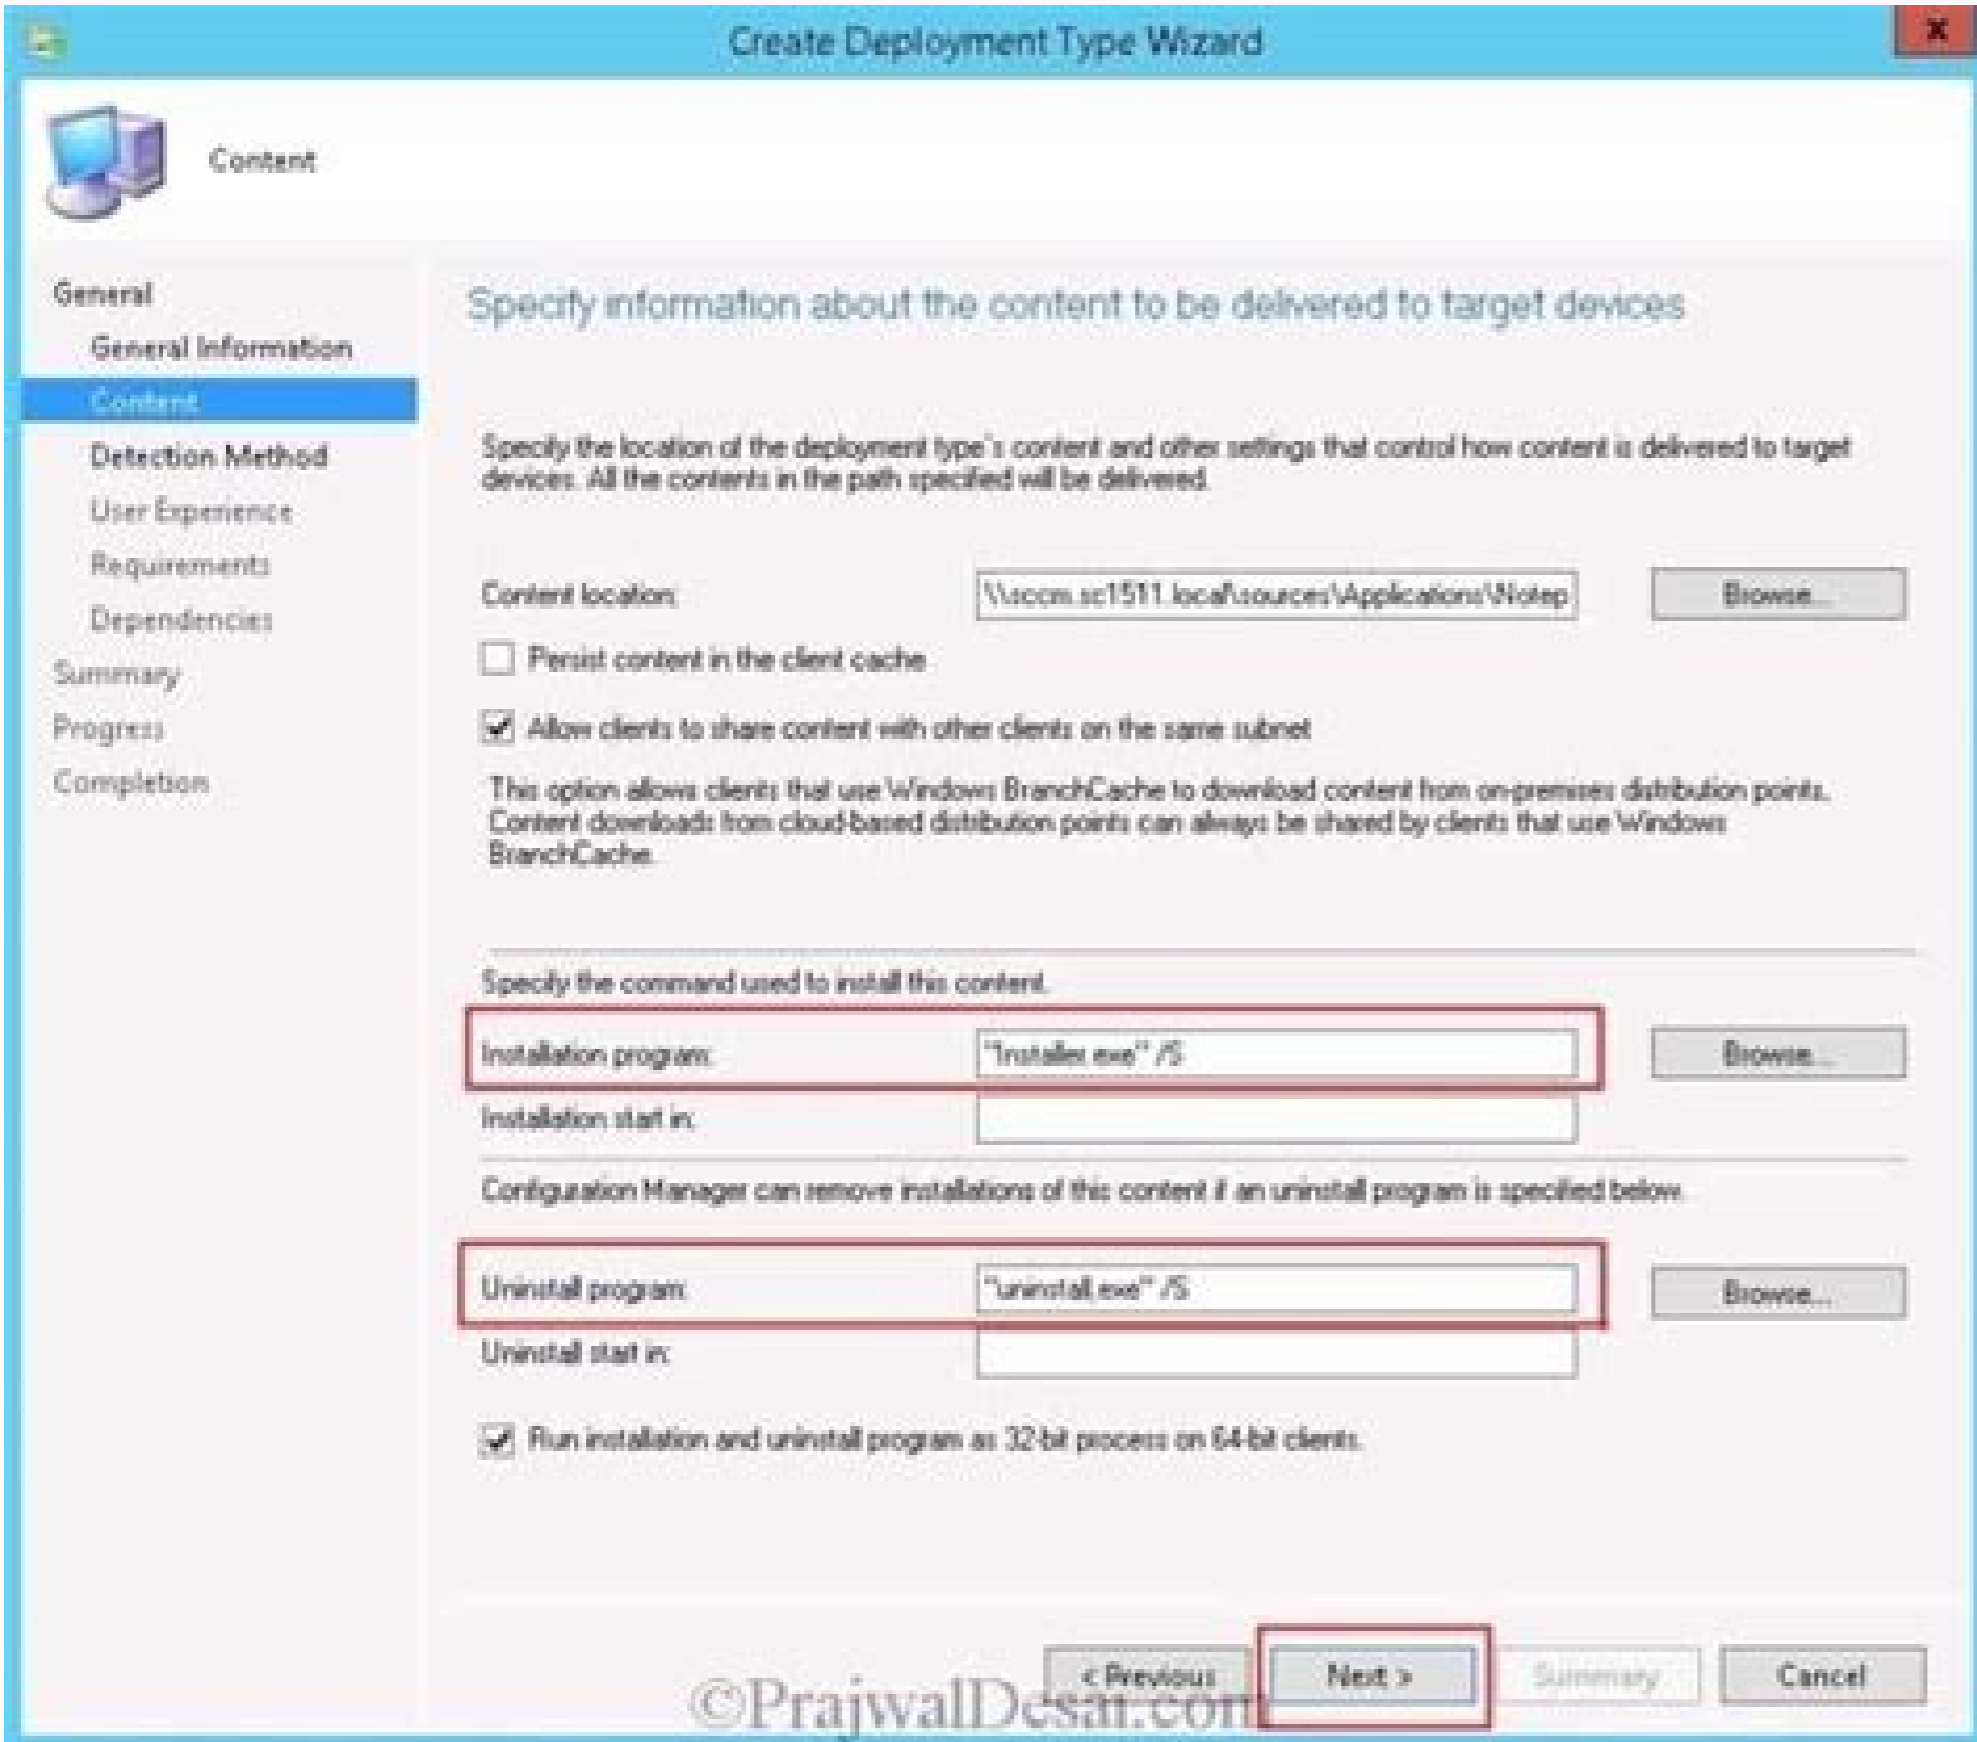 Create Deployment Type Wizard
x
Content
General
General Information
Content
Detection Method
User Experience
Requirements
Dependencies
Summary
Progress
Completion
Specify information about the content to be delivered to target devices
Specify the location of the deployment type's content and other settings that control how content is delivered to target
devices. All the contents in the path specified will be delivered.
Content location:
\\sccm.sc1511.local\sources\Applications\Notep
Browse...
Persist content in the client cache
Allow clients to share content with other clients on the same subnet
This option allows clients that use Windows BranchCache to download content from on-premises distribution points.
Content downloads from cloud-based distribution points can always be shared by clients that use Windows
BranchCache.
Specify the command used to install this content.
Installation program:
"Installer.exe" /S
Browse...
Installation start in:
Configuration Manager can remove installations of this content if an uninstall program is specified below.
Uninstall program:
"uninstall.exe" /S
Browse...
Uninstall start in:
Run installation and uninstall program as 32-bit process on 64-bit clients.
< Previous
Next >
Summary
Cancel
©PrajwalDesai.com